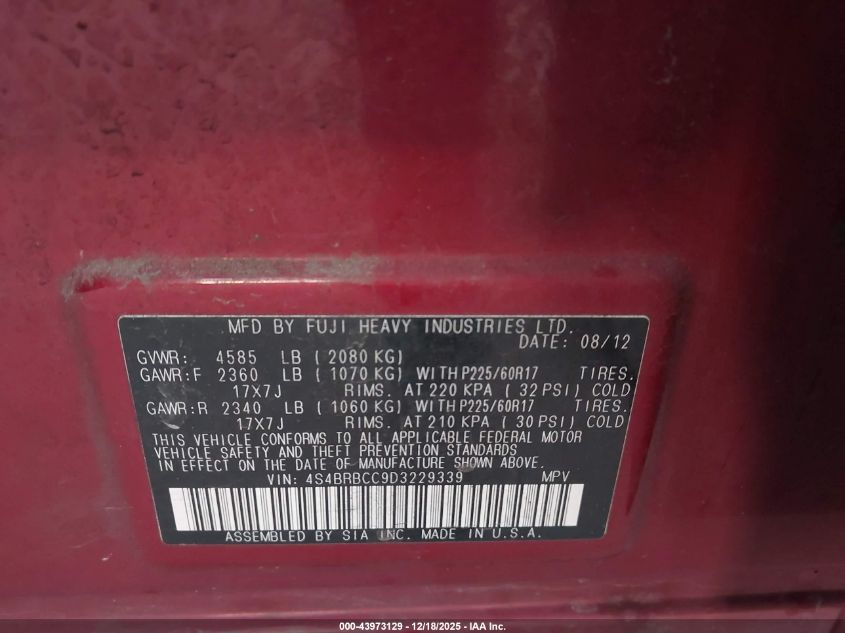 MFD BY FUJI HEAVY INDUSTRIES LTD.
DATE: 08/12
GVWR: 4585 LB (2080 KG)
GAWR:F 2360 LB (1070 KG) WITH P225/60R17 TIRES.
17X7J RIMS. AT 220 KPA (32 PSI) COLD
GAWR:R 2340 LB (1060 KG) WITH P225/60R17 TIRES.
17X7J RIMS. AT 210 KPA (30 PSI) COLD
THIS VEHICLE CONFORMS TO ALL APPLICABLE FEDERAL MOTOR
VEHICLE SAFETY AND THEFT PREVENTION STANDARDS
IN EFFECT ON THE DATE OF MANUFACTURE SHOWN ABOVE.
VIN: 4S4BRBCC9D3229339 MPV
ASSEMBLED BY SIA INC. MADE IN U.S.A.
000-43973129 - 12/18/2025 - IAA Inc.